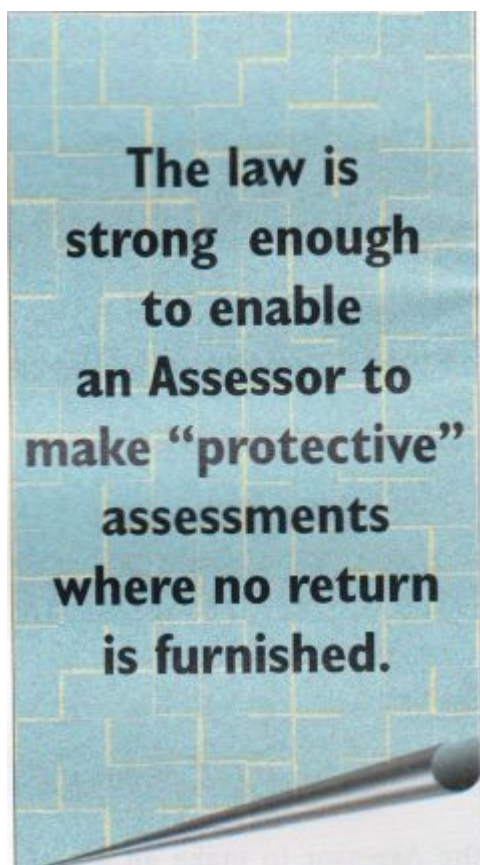 The law is
strong enough
to enable
an Assessor to
make “protective”
assessments
where no return
is furnished.